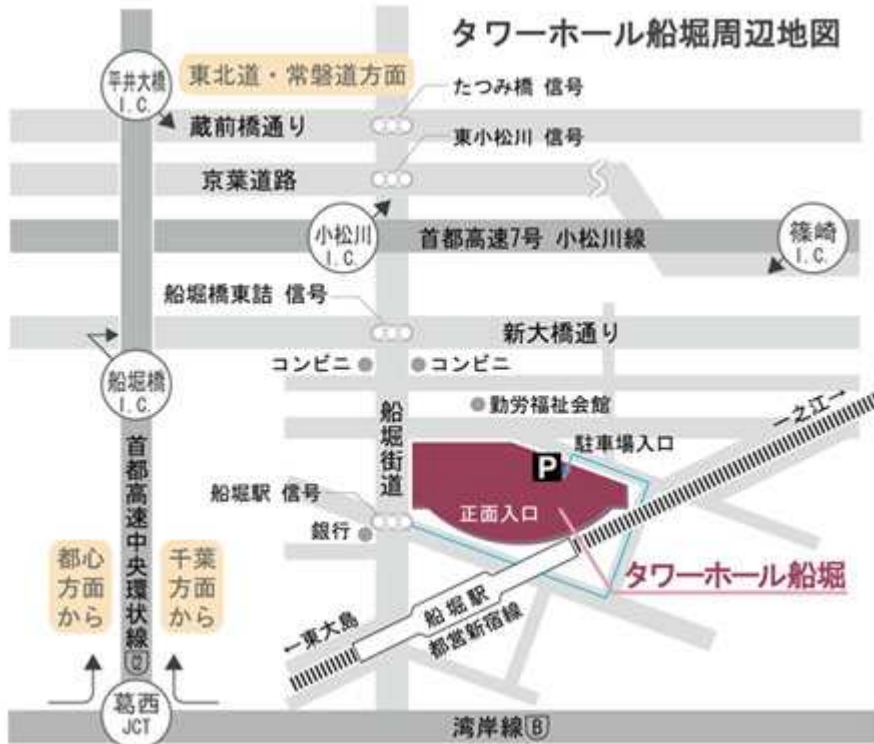 タワーホール船堀周辺地図
平井大橋
I.C.
東北道・常磐道方面
たつみ橋 信号
蔵前橋通り
東小松川 信号
京葉道路
小松川
I.C.
首都高速7号 小松川線
篠崎
I.C.
船堀橋東詰 信号
新大橋通り
コンビニ
コンビニ
船堀橋
I.C.
勤労福祉会館
一之江→
船堀街道
駐車場入口
P
首都高速中央環状線
C2
船堀駅 信号
正面入口
銀行
都心
方面
から
千葉
方面
から
タワーホール船堀
船堀駅
都営新宿線
←東大島
葛西
JCT
湾岸線
B